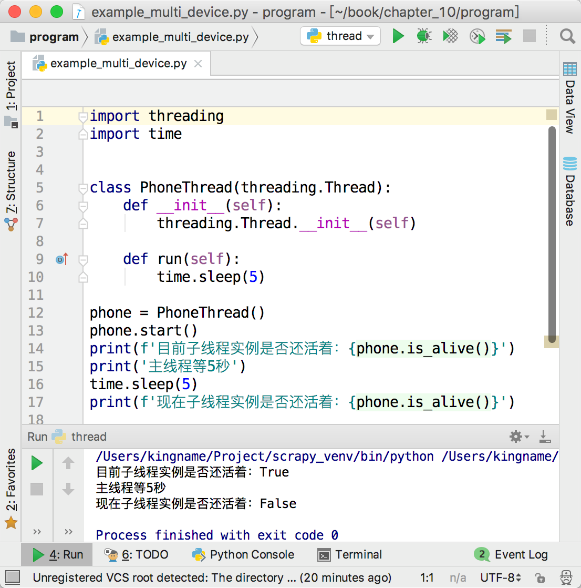 example_multi_device.py - program - [~/book/chapter_10/program]
program example_multi_device.py thread
example_multi_device.py
1: Project
7: Structure
2: Favorites
Data View
Database
1 import threading
2 import time
3
4
5 class PhoneThread(threading.Thread):
6 def __init__(self):
7 threading.Thread.__init__(self)
8
9 def run(self):
10 time.sleep(5)
11
12 phone = PhoneThread()
13 phone.start()
14 print(f'目前子线程实例是否还活着：{phone.is_alive()}')
15 print('主线程等5秒')
16 time.sleep(5)
17 print(f'现在子线程实例是否还活着：{phone.is_alive()}')
18
Run thread
/Users/kingname/Project/scrapy_venv/bin/python /Users/kingname/
目前子线程实例是否还活着：True
主线程等5秒
现在子线程实例是否还活着：False
Process finished with exit code 0
4: Run 6: TODO Python Console Terminal 2 Event Log
Unregistered VCS root detected: The directory ... (20 minutes ago) 1:1 n/a UTF-8